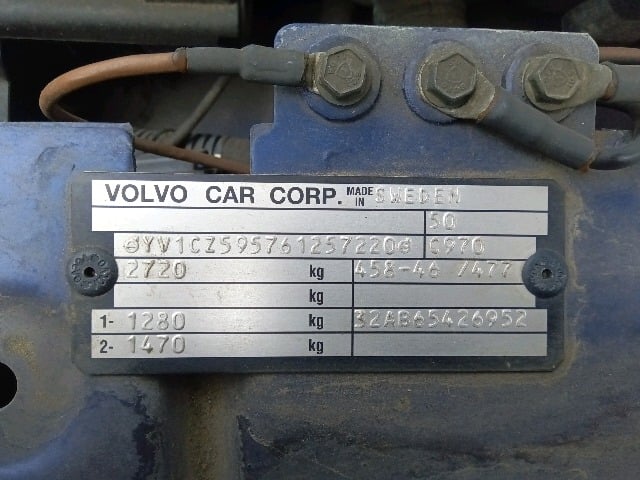 VOLVO CAR CORP. MADE IN SWEDEN
50
YV1CZ595761257220 C970
2720 kg 458-46 /477
kg
1- 1280 kg 32AB65426952
2- 1470 kg